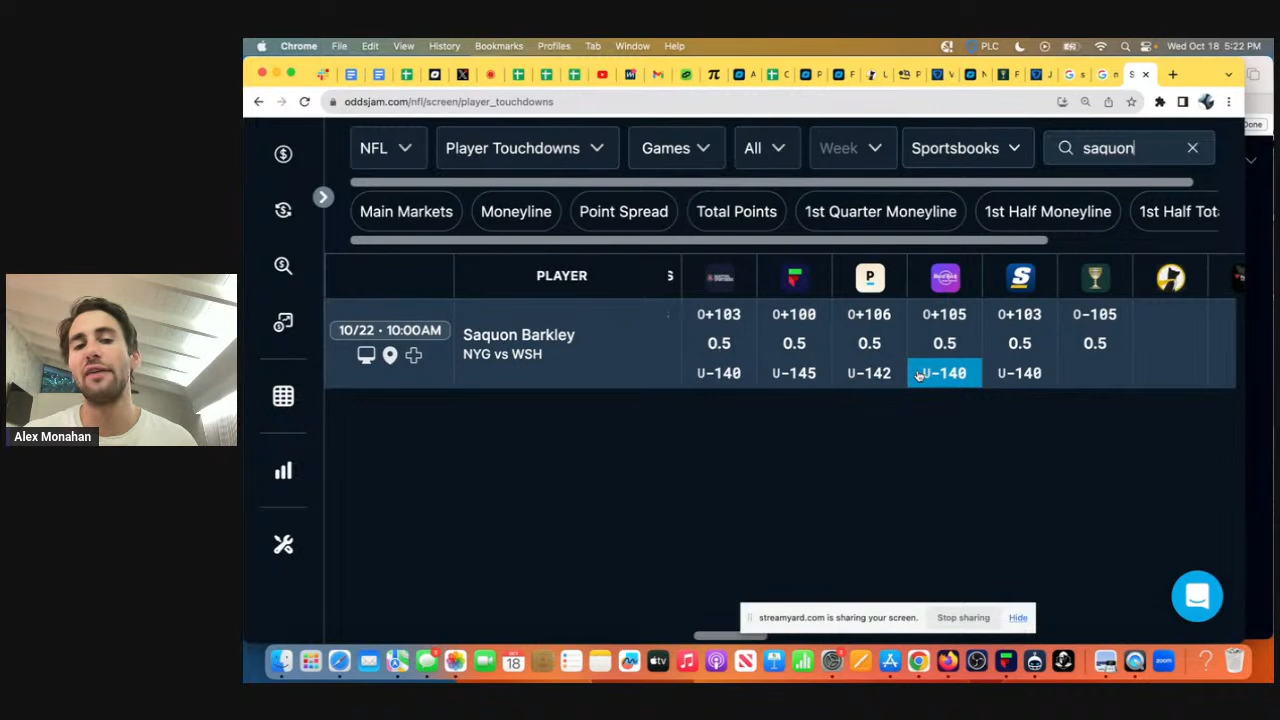 Chrome File Edit View History Bookmarks Profiles Tab Window Help PLC Wed Oct 18 5:22 PM
oddsjam.com/nfl/screen/player_touchdowns
Done
NFL Player Touchdowns Games All Week Sportsbooks saquon
Main Markets Moneyline Point Spread Total Points 1st Quarter Moneyline 1st Half Moneyline 1st Half Tot
PLAYER S
O+103 O+100 O+106 O+105 O+103 O-105
10/22 • 10:00AM Saquon Barkley 0.5 0.5 0.5 0.5 0.5 0.5
NYG vs WSH
U-140 U-145 U-142 U-140 U-140
Alex Monahan
streamyard.com is sharing your screen. Stop sharing Hide
OCT
18
zoom